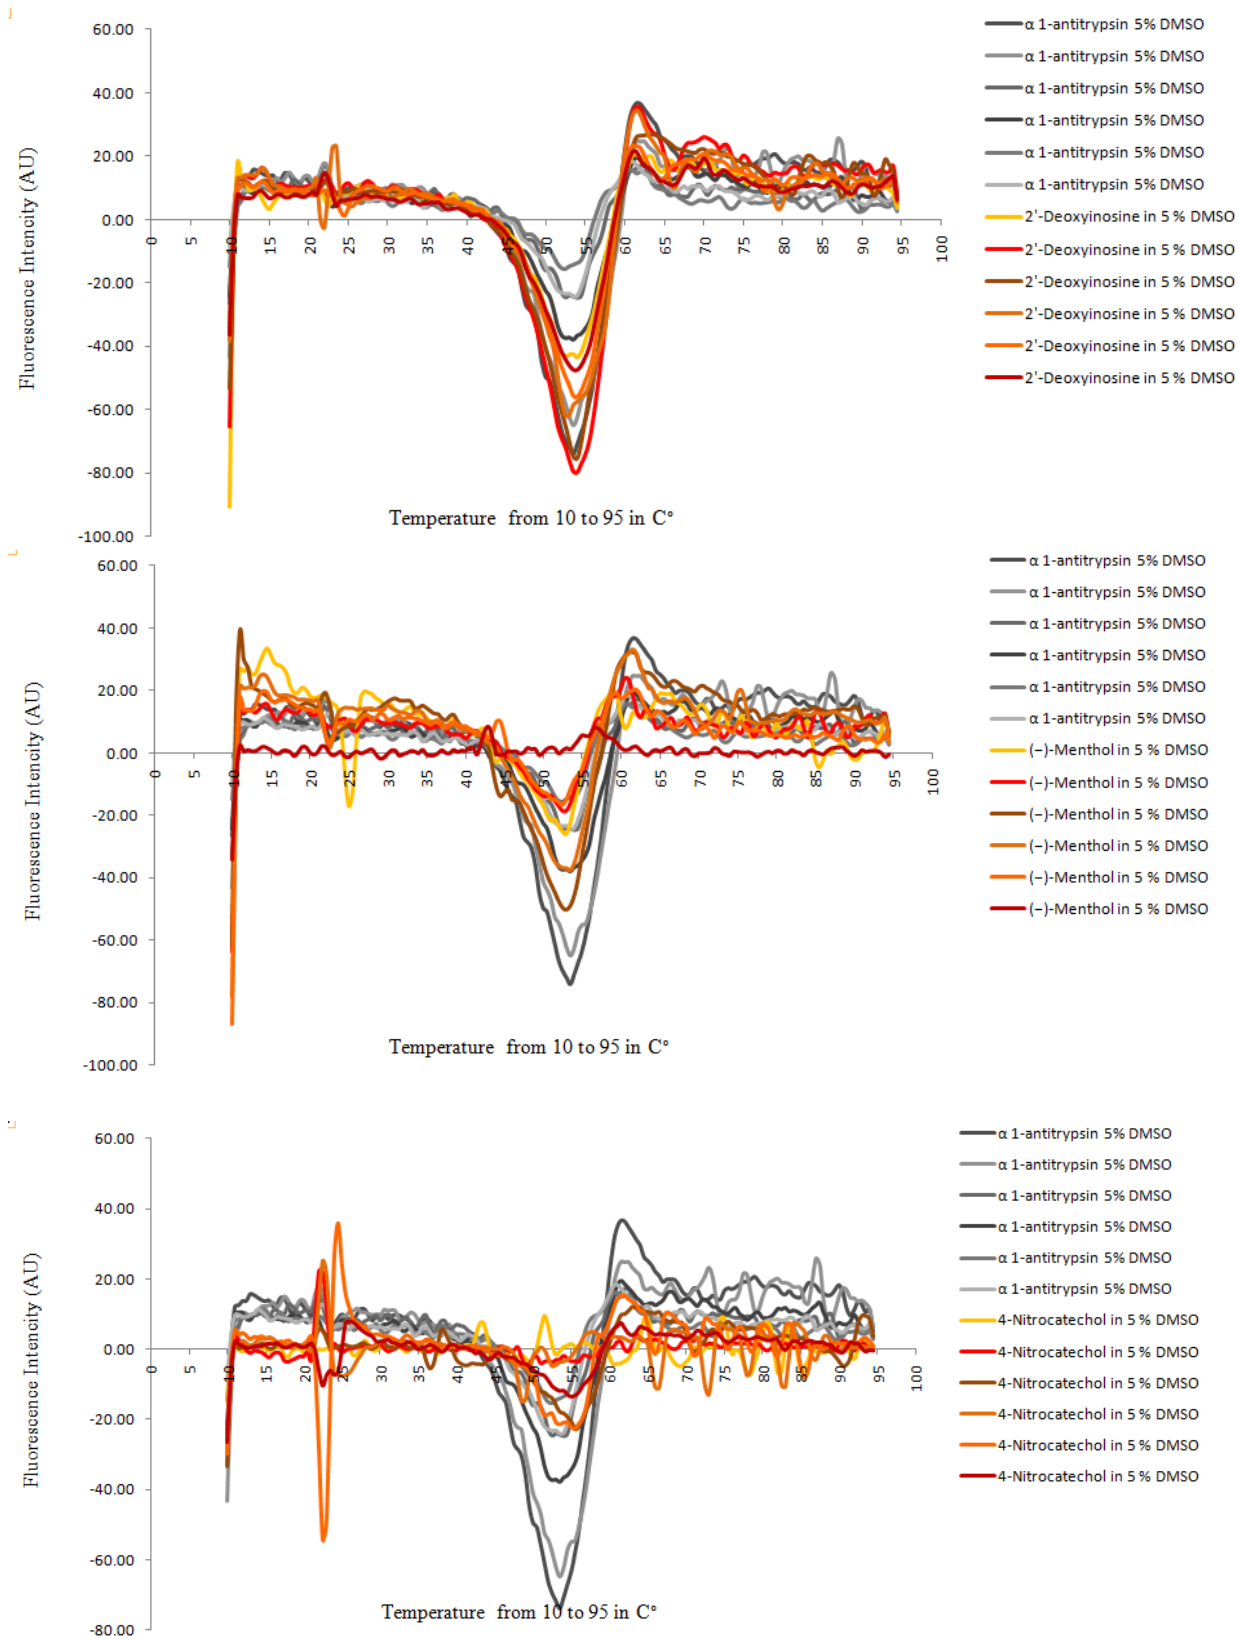 60.00
40.00
20.00
0.00
-20.00
-40.00
-60.00
-80.00
-100.00
0 5 10 15 20 25 30 35 40 45 50 55 60 65 70 75 80 85 90 95 100
Fluorescence Intencity (AU)
Temperature from 10 to 95 in C°
α 1-antitrypsin 5% DMSO
α 1-antitrypsin 5% DMSO
α 1-antitrypsin 5% DMSO
α 1-antitrypsin 5% DMSO
α 1-antitrypsin 5% DMSO
α 1-antitrypsin 5% DMSO
2'-Deoxyinosine in 5 % DMSO
2'-Deoxyinosine in 5 % DMSO
2'-Deoxyinosine in 5 % DMSO
2'-Deoxyinosine in 5 % DMSO
2'-Deoxyinosine in 5 % DMSO
2'-Deoxyinosine in 5 % DMSO
60.00
40.00
20.00
0.00
-20.00
-40.00
-60.00
-80.00
-100.00
0 5 10 15 20 25 30 35 40 45 50 55 60 65 70 75 80 85 90 95 100
Fluorescence Intencity (AU)
Temperature from 10 to 95 in C°
α 1-antitrypsin 5% DMSO
α 1-antitrypsin 5% DMSO
α 1-antitrypsin 5% DMSO
α 1-antitrypsin 5% DMSO
α 1-antitrypsin 5% DMSO
α 1-antitrypsin 5% DMSO
(−)-Menthol in 5 % DMSO
(−)-Menthol in 5 % DMSO
(−)-Menthol in 5 % DMSO
(−)-Menthol in 5 % DMSO
(−)-Menthol in 5 % DMSO
(−)-Menthol in 5 % DMSO
60.00
40.00
20.00
0.00
-20.00
-40.00
-60.00
-80.00
0 5 10 15 20 25 30 35 40 45 50 55 60 65 70 75 80 85 90 95 100
Fluorescence Intencity (AU)
Temperature from 10 to 95 in C°
α 1-antitrypsin 5% DMSO
α 1-antitrypsin 5% DMSO
α 1-antitrypsin 5% DMSO
α 1-antitrypsin 5% DMSO
α 1-antitrypsin 5% DMSO
α 1-antitrypsin 5% DMSO
4-Nitrocatechol in 5 % DMSO
4-Nitrocatechol in 5 % DMSO
4-Nitrocatechol in 5 % DMSO
4-Nitrocatechol in 5 % DMSO
4-Nitrocatechol in 5 % DMSO
4-Nitrocatechol in 5 % DMSO